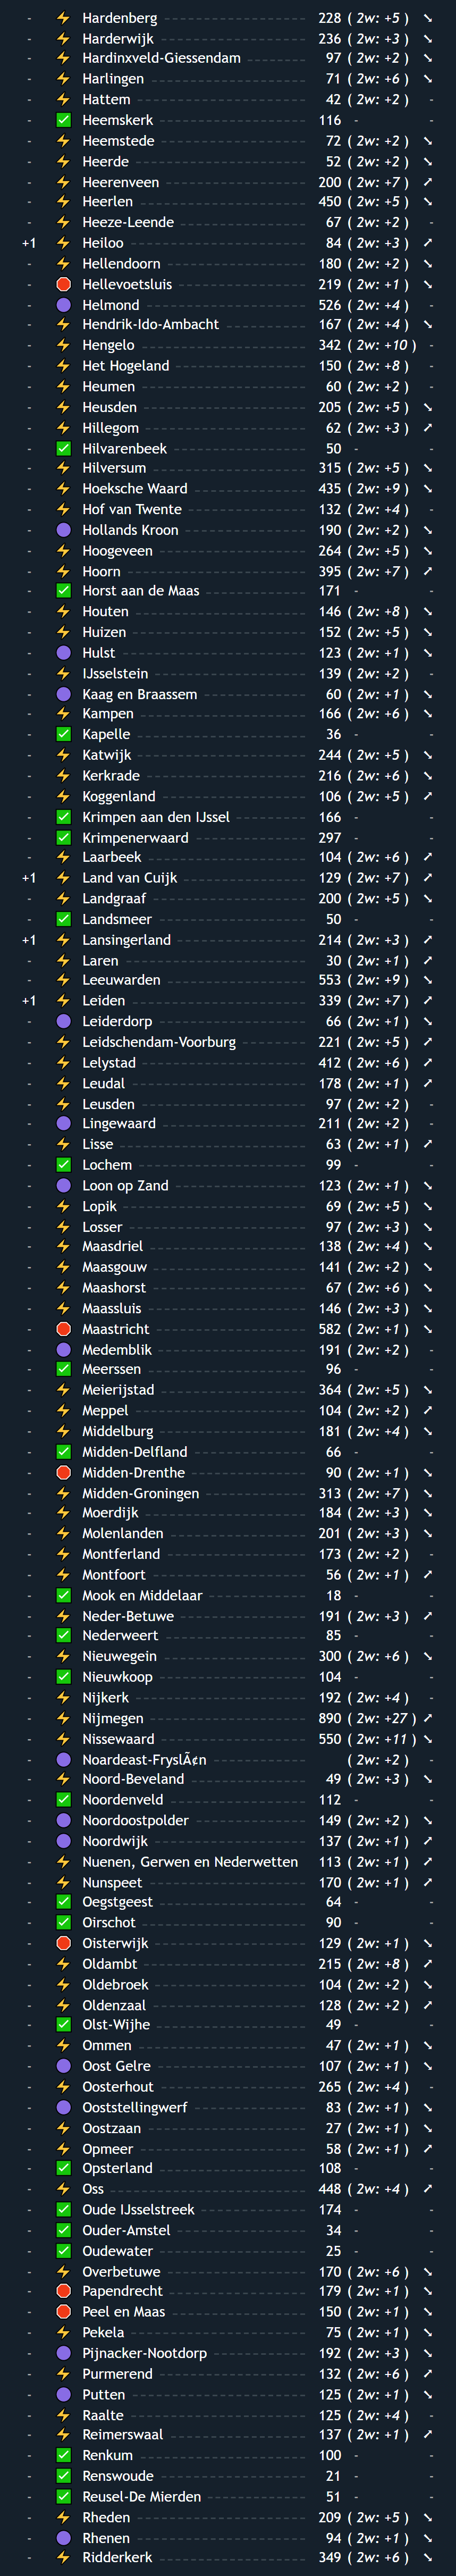 - ⚡ Hardenberg 228 ( 2w: +5 ) ↘
- ⚡ Harderwijk 236 ( 2w: +3 ) ↘
- ⚡ Hardinxveld-Giessendam 97 ( 2w: +2 ) ↘
- ⚡ Harlingen 71 ( 2w: +6 ) ↘
- ⚡ Hattem 42 ( 2w: +2 ) -
- ✅ Heemskerk 116 - -
- ⚡ Heemstede 72 ( 2w: +2 ) ↘
- ⚡ Heerde 52 ( 2w: +2 ) ↘
- ⚡ Heerenveen 200 ( 2w: +7 ) ↗
- ⚡ Heerlen 450 ( 2w: +5 ) ↘
- ⚡ Heeze-Leende 67 ( 2w: +2 ) -
+1 ⚡ Heiloo 84 ( 2w: +3 ) ↗
- ⚡ Hellendoorn 180 ( 2w: +2 ) ↘
- 🛑 Hellevoetsluis 219 ( 2w: +1 ) ↘
- 🟣 Helmond 526 ( 2w: +4 ) -
- ⚡ Hendrik-Ido-Ambacht 167 ( 2w: +4 ) ↘
- ⚡ Hengelo 342 ( 2w: +10 ) -
- ⚡ Het Hogeland 150 ( 2w: +8 ) -
- ⚡ Heumen 60 ( 2w: +2 ) -
- ⚡ Heusden 205 ( 2w: +5 ) ↘
- ⚡ Hillegom 62 ( 2w: +3 ) ↗
- ✅ Hilvarenbeek 50 - -
- ⚡ Hilversum 315 ( 2w: +5 ) ↘
- ⚡ Hoeksche Waard 435 ( 2w: +9 ) ↘
- ⚡ Hof van Twente 132 ( 2w: +4 ) -
- 🟣 Hollands Kroon 190 ( 2w: +2 ) ↘
- ⚡ Hoogeveen 264 ( 2w: +5 ) ↘
- ⚡ Hoorn 395 ( 2w: +7 ) ↗
- ✅ Horst aan de Maas 171 - -
- ⚡ Houten 146 ( 2w: +8 ) ↘
- ⚡ Huizen 152 ( 2w: +5 ) ↘
- 🟣 Hulst 123 ( 2w: +1 ) ↘
- ⚡ IJsselstein 139 ( 2w: +2 ) -
- 🟣 Kaag en Braassem 60 ( 2w: +1 ) ↘
- ⚡ Kampen 166 ( 2w: +6 ) ↘
- ✅ Kapelle 36 - -
- ⚡ Katwijk 244 ( 2w: +5 ) ↘
- ⚡ Kerkrade 216 ( 2w: +6 ) ↘
- ⚡ Koggenland 106 ( 2w: +5 ) ↗
- ✅ Krimpen aan den IJssel 166 - -
- ✅ Krimpenerwaard 297 - -
- ⚡ Laarbeek 104 ( 2w: +6 ) ↗
+1 ⚡ Land van Cuijk 129 ( 2w: +7 ) ↗
- ⚡ Landgraaf 200 ( 2w: +5 ) ↘
- ✅ Landsmeer 50 - -
+1 ⚡ Lansingerland 214 ( 2w: +3 ) ↗
- ⚡ Laren 30 ( 2w: +1 ) ↗
- ⚡ Leeuwarden 553 ( 2w: +9 ) ↘
+1 ⚡ Leiden 339 ( 2w: +7 ) ↗
- 🟣 Leiderdorp 66 ( 2w: +1 ) ↘
- ⚡ Leidschendam-Voorburg 221 ( 2w: +5 ) ↗
- ⚡ Lelystad 412 ( 2w: +6 ) ↗
- ⚡ Leudal 178 ( 2w: +1 ) ↗
- ⚡ Leusden 97 ( 2w: +2 ) -
- 🟣 Lingewaard 211 ( 2w: +2 ) -
- ⚡ Lisse 63 ( 2w: +1 ) ↗
- ✅ Lochem 99 - -
- 🟣 Loon op Zand 123 ( 2w: +1 ) ↘
- ⚡ Lopik 69 ( 2w: +5 ) ↘
- ⚡ Losser 97 ( 2w: +3 ) ↘
- ⚡ Maasdriel 138 ( 2w: +4 ) ↘
- ⚡ Maasgouw 141 ( 2w: +2 ) ↘
- ⚡ Maashorst 67 ( 2w: +6 ) ↘
- ⚡ Maassluis 146 ( 2w: +3 ) ↘
- 🛑 Maastricht 582 ( 2w: +1 ) ↘
- 🟣 Medemblik 191 ( 2w: +2 ) -
- ✅ Meerssen 96 - -
- ⚡ Meierijstad 364 ( 2w: +5 ) ↘
- ⚡ Meppel 104 ( 2w: +2 ) ↗
- ⚡ Middelburg 181 ( 2w: +4 ) ↘
- ✅ Midden-Delfland 66 - -
- 🛑 Midden-Drenthe 90 ( 2w: +1 ) ↘
- ⚡ Midden-Groningen 313 ( 2w: +7 ) ↘
- ⚡ Moerdijk 184 ( 2w: +3 ) ↘
- ⚡ Molenlanden 201 ( 2w: +3 ) ↘
- ⚡ Montferland 173 ( 2w: +2 ) -
- ⚡ Montfoort 56 ( 2w: +1 ) ↗
- ✅ Mook en Middelaar 18 - -
- ⚡ Neder-Betuwe 191 ( 2w: +3 ) ↗
- ✅ Nederweert 85 - -
- ⚡ Nieuwegein 300 ( 2w: +6 ) ↘
- ✅ Nieuwkoop 104 - -
- ⚡ Nijkerk 192 ( 2w: +4 ) -
- ⚡ Nijmegen 890 ( 2w: +27 ) ↗
- ⚡ Nissewaard 550 ( 2w: +11 ) ↘
- 🟣 Noardeast-FryslÃ¢n ( 2w: +2 ) -
- ⚡ Noord-Beveland 49 ( 2w: +3 ) ↘
- ✅ Noordenveld 112 - -
- 🟣 Noordoostpolder 149 ( 2w: +2 ) ↘
- 🟣 Noordwijk 137 ( 2w: +1 ) ↗
- ⚡ Nuenen, Gerwen en Nederwetten 113 ( 2w: +1 ) ↗
- ⚡ Nunspeet 170 ( 2w: +1 ) ↗
- ✅ Oegstgeest 64 - -
- ✅ Oirschot 90 - -
- 🛑 Oisterwijk 129 ( 2w: +1 ) ↘
- ⚡ Oldambt 215 ( 2w: +8 ) ↗
- ⚡ Oldebroek 104 ( 2w: +2 ) ↘
- ⚡ Oldenzaal 128 ( 2w: +2 ) ↗
- ✅ Olst-Wijhe 49 - -
- ⚡ Ommen 47 ( 2w: +1 ) ↘
- 🟣 Oost Gelre 107 ( 2w: +1 ) ↘
- ⚡ Oosterhout 265 ( 2w: +4 ) -
- 🟣 Ooststellingwerf 83 ( 2w: +1 ) ↘
- ⚡ Oostzaan 27 ( 2w: +1 ) ↘
- ⚡ Opmeer 58 ( 2w: +1 ) ↗
- ✅ Opsterland 108 - -
- ⚡ Oss 448 ( 2w: +4 ) ↗
- ✅ Oude IJsselstreek 174 - -
- ✅ Ouder-Amstel 34 - -
- ✅ Oudewater 25 - -
- ⚡ Overbetuwe 170 ( 2w: +6 ) ↘
- 🛑 Papendrecht 179 ( 2w: +1 ) ↘
- 🛑 Peel en Maas 150 ( 2w: +1 ) ↘
- ⚡ Pekela 75 ( 2w: +1 ) ↘
- 🟣 Pijnacker-Nootdorp 192 ( 2w: +3 ) ↘
- ⚡ Purmerend 132 ( 2w: +6 ) ↗
- 🟣 Putten 125 ( 2w: +1 ) ↘
- ⚡ Raalte 125 ( 2w: +4 ) -
- ⚡ Reimerswaal 137 ( 2w: +1 ) ↗
- ✅ Renkum 100 - -
- ✅ Renswoude 21 - -
- ✅ Reusel-De Mierden 51 - -
- ⚡ Rheden 209 ( 2w: +5 ) ↘
- 🟣 Rhenen 94 ( 2w: +1 ) ↘
- ⚡ Ridderkerk 349 ( 2w: +6 ) ↘